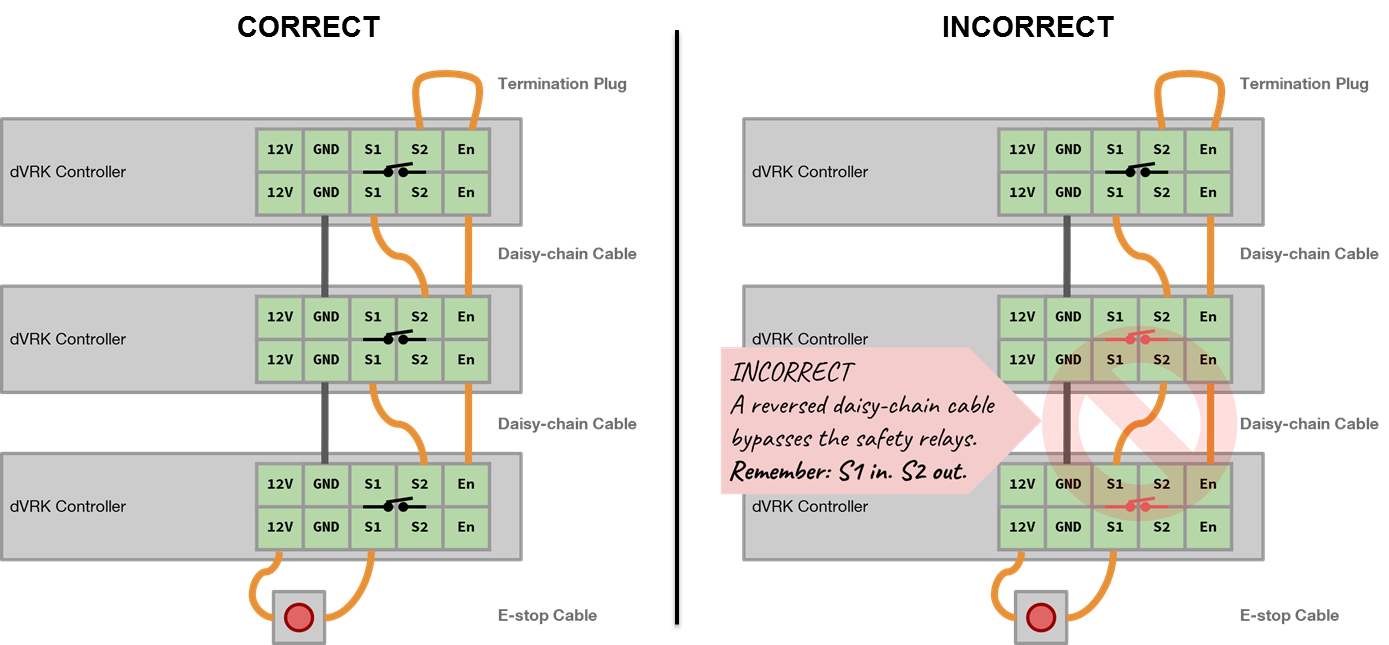 CORRECT
Termination Plug
12V GND S1 S2 En
dVRK Controller
12V GND S1 S2 En
Daisy-chain Cable
12V GND S1 S2 En
dVRK Controller
12V GND S1 S2 En
Daisy-chain Cable
12V GND S1 S2 En
dVRK Controller
12V GND S1 S2 En
E-stop Cable
INCORRECT
Termination Plug
12V GND S1 S2 En
dVRK Controller
12V GND S1 S2 En
Daisy-chain Cable
12V GND S1 S2 En
dVRK Controller
12V GND S1 S2 En
INCORRECT
A reversed daisy-chain cable
bypasses the safety relays.
Remember: S1 in. S2 out.
Daisy-chain Cable
12V GND S1 S2 En
dVRK Controller
12V GND S1 S2 En
E-stop Cable